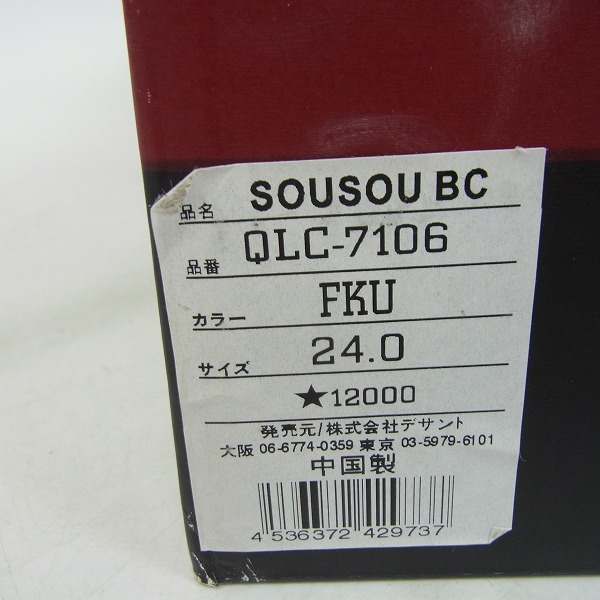 品名 SOUSOU BC
品番 QLC-7106
カラー FKU
サイズ 24.0
★12000
発売元/株式会社デサント
大阪 06-6774-0359 東京 03-5979-6101
中国製
4 536372 429737